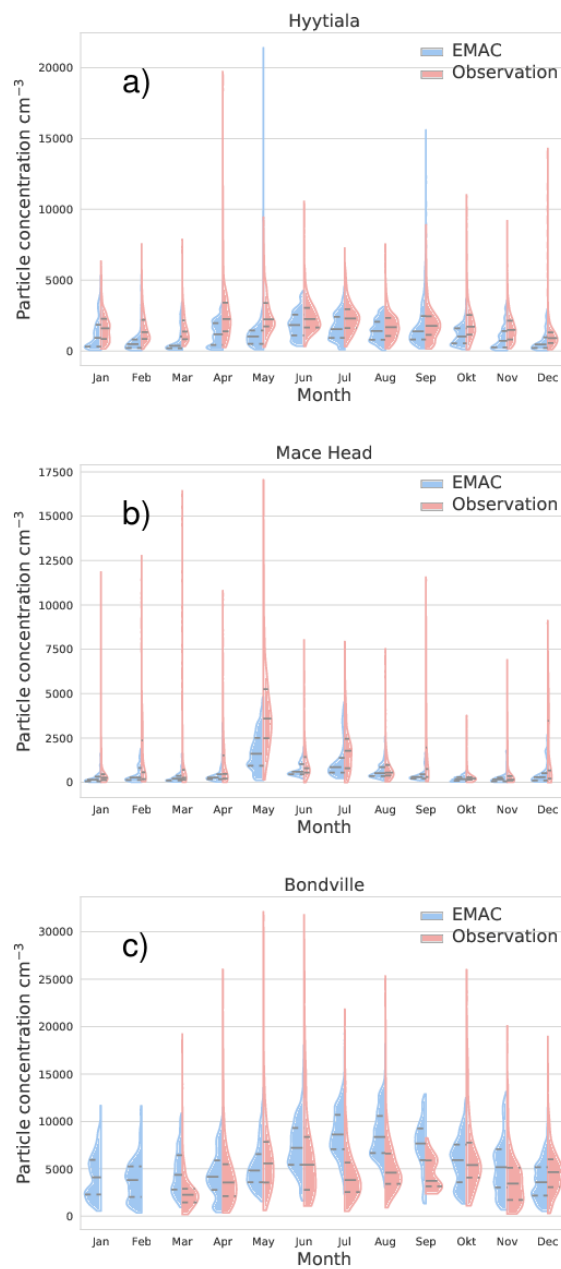 Hyytiala
a)
EMAC
Observation
Particle concentration cm⁻³
20000
15000
10000
5000
0
Jan Feb Mar Apr May Jun Jul Aug Sep Okt Nov Dec
Month
Mace Head
b)
EMAC
Observation
Particle concentration cm⁻³
17500
15000
12500
10000
7500
5000
2500
0
Jan Feb Mar Apr May Jun Jul Aug Sep Okt Nov Dec
Month
Bondville
c)
EMAC
Observation
Particle concentration cm⁻³
30000
25000
20000
15000
10000
5000
0
Jan Feb Mar Apr May Jun Jul Aug Sep Okt Nov Dec
Month